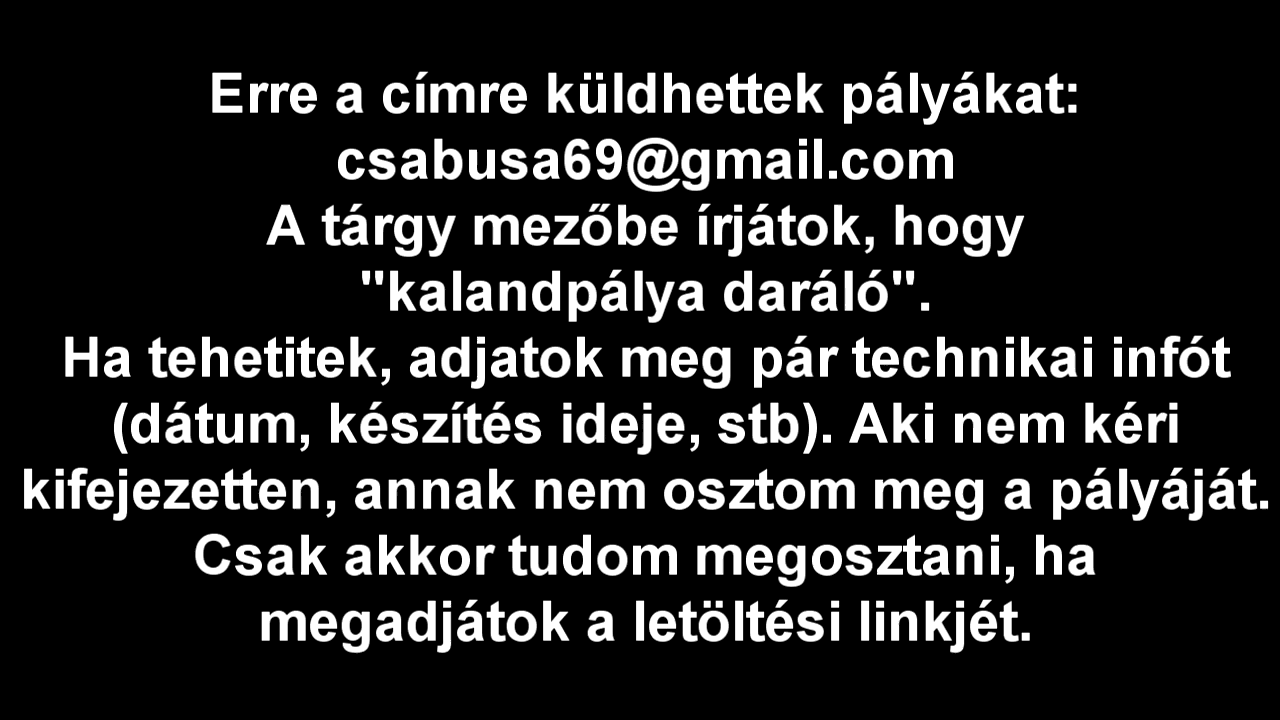 Erre a címre küldhettek pályákat:
csabusa69@gmail.com
A tárgy mezőbe írjátok, hogy
"kalandpálya daráló".
Ha tehetitek, adjatok meg pár technikai infót
(dátum, készítés ideje, stb). Aki nem kéri
kifejezetten, annak nem osztom meg a pályáját.
Csak akkor tudom megosztani, ha
megadjátok a letöltési linkjét.